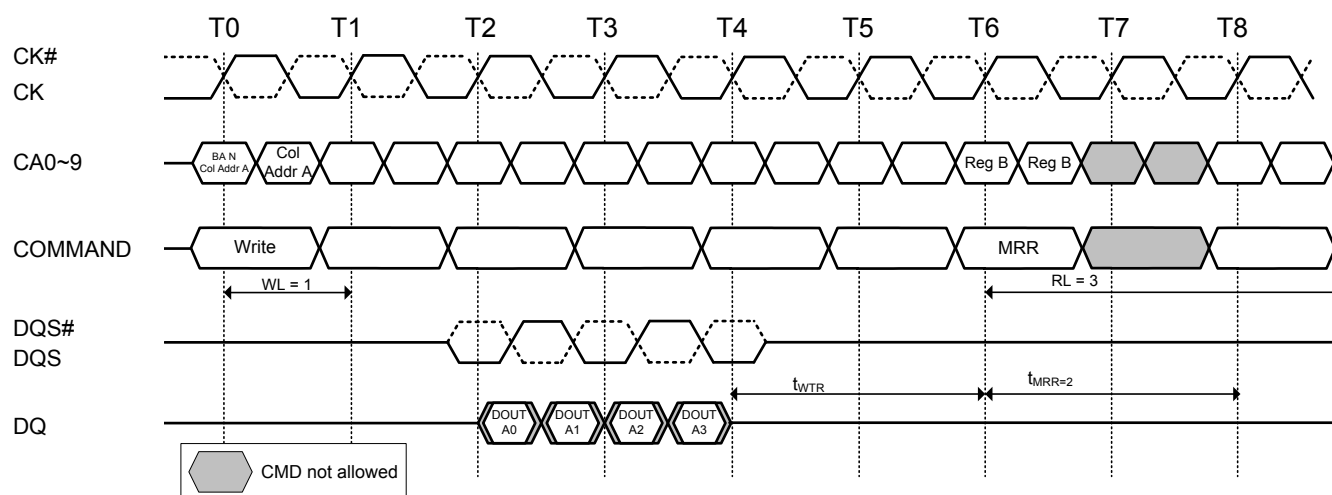 T0 T1 T2 T3 T4 T5 T6 T7 T8
CK#
CK
CA0~9
BA N
Col Addr A
Col
Addr A
Reg B
Reg B
COMMAND
Write
MRR
WL = 1
RL = 3
DQS#
DQS
tWTR
tMRR=2
DQ
DOUT
A0
DOUT
A1
DOUT
A2
DOUT
A3
CMD not allowed